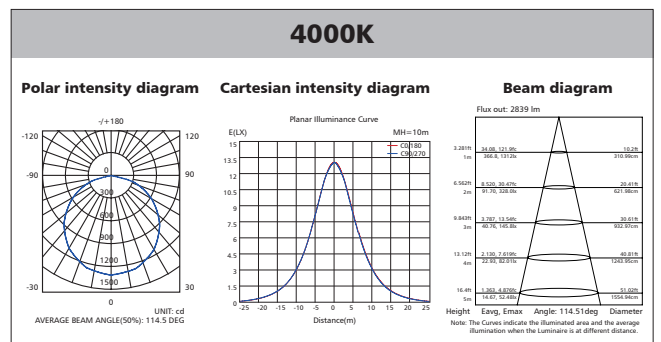 4000K
Polar intensity diagram
Cartesian intensity diagram
Beam diagram
-/+180
-120
120
-90
90
-30
30
0
0
300
600
900
1200
1500
UNIT: cd
AVERAGE BEAM ANGLE(50%): 114.5 DEG
Planar Illuminance Curve
E(LX)
MH=10m
C0/180
C90/270
15
13.5
12
10.5
9
7.5
6
4.5
3
1.5
0
-25 -20 -15 -10 -5 0 5 10 15 20 25
Distance(m)
Flux out: 2839 lm
3.281ft 34.08, 121.9fc 10.2ft
1m 366.8, 1312lx 310.99cm
6.562ft 8.520, 30.47fc 20.41ft
2m 91.70, 328.0lx 621.98cm
9.843ft 3.787, 13.54fc 30.61ft
3m 40.76, 145.8lx 932.97cm
13.12ft 2.130, 7.619fc 40.81ft
4m 22.93, 82.01lx 1243.95cm
16.4ft 1.363, 4.876fc 51.02ft
5m 14.67, 52.48lx 1554.94cm
Height Eavg, Emax Angle: 114.51deg Diameter
Note: The Curves indicate the illuminated area and the average
illumination when the Luminaire is at different distance.